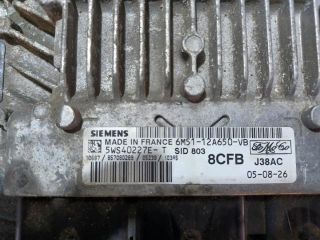 SIEMENS
MADE IN FRANCE 6M51-12A650-VB
5WS40227E-T SID 803
8CFB J38AC
05-08-26